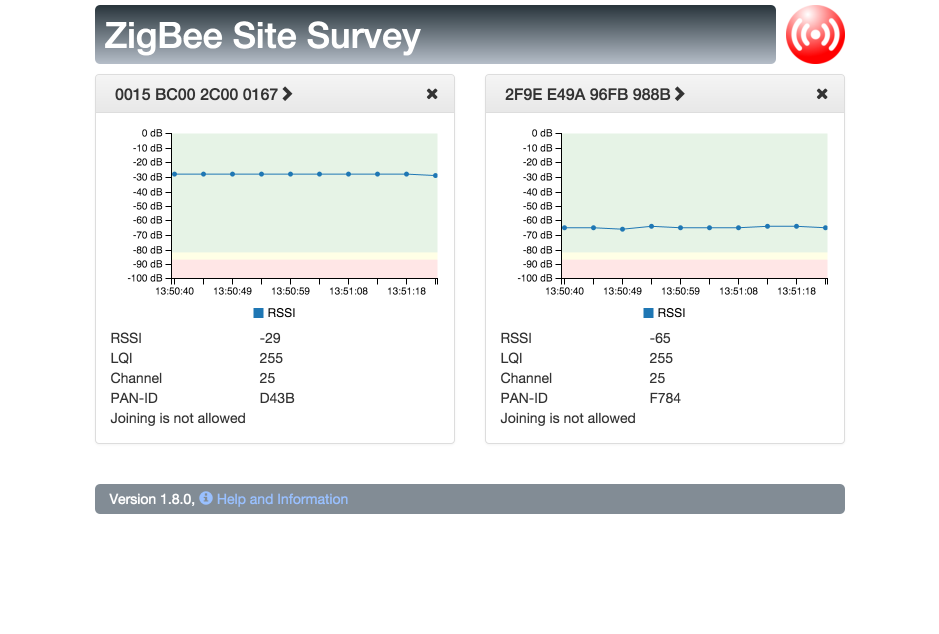 ZigBee Site Survey
0015 BC00 2C00 0167
0 dB
-10 dB
-20 dB
-30 dB
-40 dB
-50 dB
-60 dB
-70 dB
-80 dB
-90 dB
-100 dB
13:50:40 13:50:49 13:50:59 13:51:08 13:51:18
RSSI
RSSI -29
LQI 255
Channel 25
PAN-ID D43B
Joining is not allowed
2F9E E49A 96FB 988B
0 dB
-10 dB
-20 dB
-30 dB
-40 dB
-50 dB
-60 dB
-70 dB
-80 dB
-90 dB
-100 dB
13:50:40 13:50:49 13:50:59 13:51:08 13:51:18
RSSI
RSSI -65
LQI 255
Channel 25
PAN-ID F784
Joining is not allowed
Version 1.8.0, Help and Information